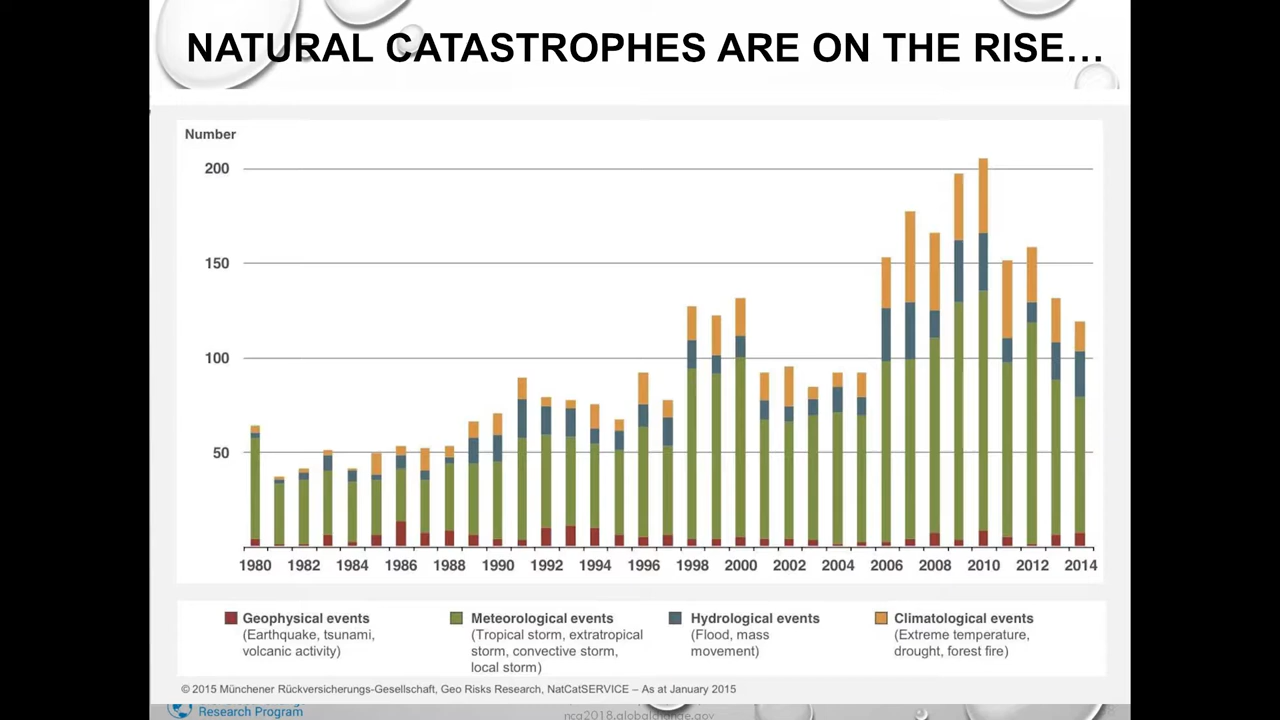 NATURAL CATASTROPHES ARE ON THE RISE…
Number
200
150
100
50
1980 1982 1984 1986 1988 1990 1992 1994 1996 1998 2000 2002 2004 2006 2008 2010 2012 2014
Geophysical events
(Earthquake, tsunami,
volcanic activity)
Meteorological events
(Tropical storm, extratropical
storm, convective storm,
local storm)
Hydrological events
(Flood, mass
movement)
Climatological events
(Extreme temperature,
drought, forest fire)
© 2015 Münchener Rückversicherungs-Gesellschaft, Geo Risks Research, NatCatSERVICE – As at January 2015
Research Program
nca2018.globalchange.gov